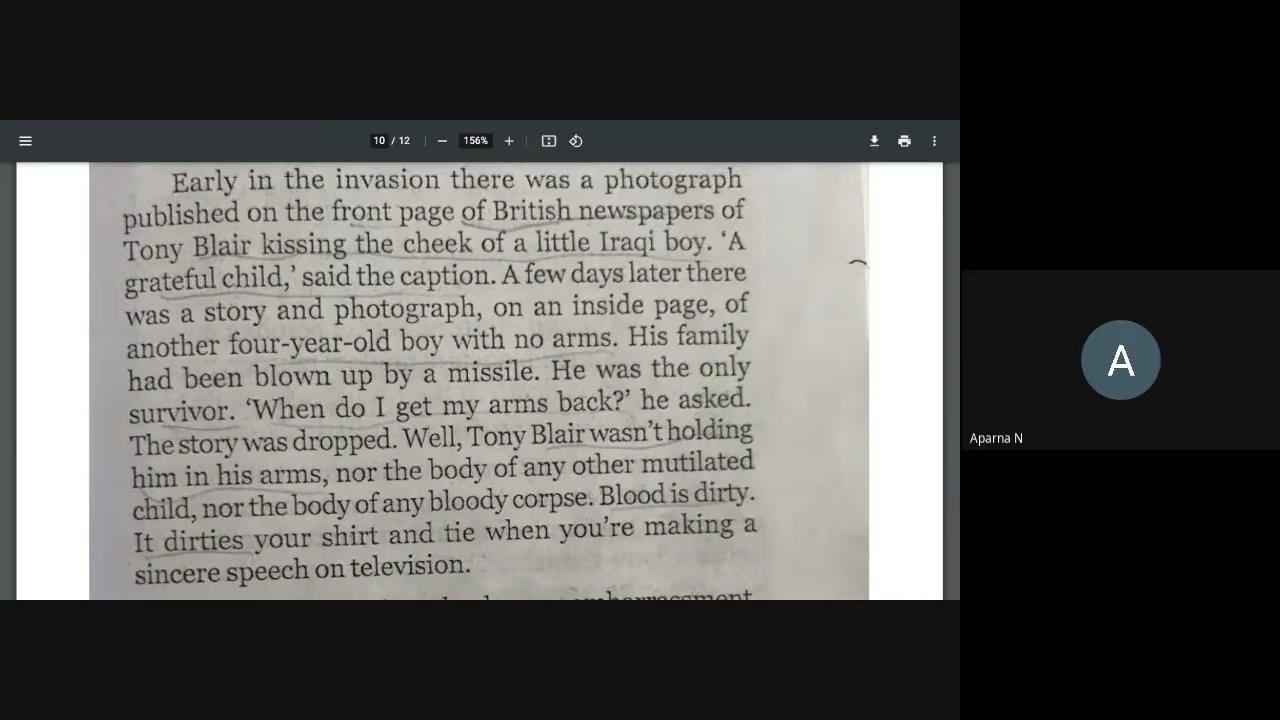 10 / 12
156%
Early in the invasion there was a photograph
published on the front page of British newspapers of
Tony Blair kissing the cheek of a little Iraqi boy. ‘A
grateful child,’ said the caption. A few days later there
was a story and photograph, on an inside page, of
another four-year-old boy with no arms. His family
had been blown up by a missile. He was the only
survivor. ‘When do I get my arms back?’ he asked.
The story was dropped. Well, Tony Blair wasn’t holding
him in his arms, nor the body of any other mutilated
child, nor the body of any bloody corpse. Blood is dirty.
It dirties your shirt and tie when you’re making a
sincere speech on television.
embarrassment
A
Aparna N